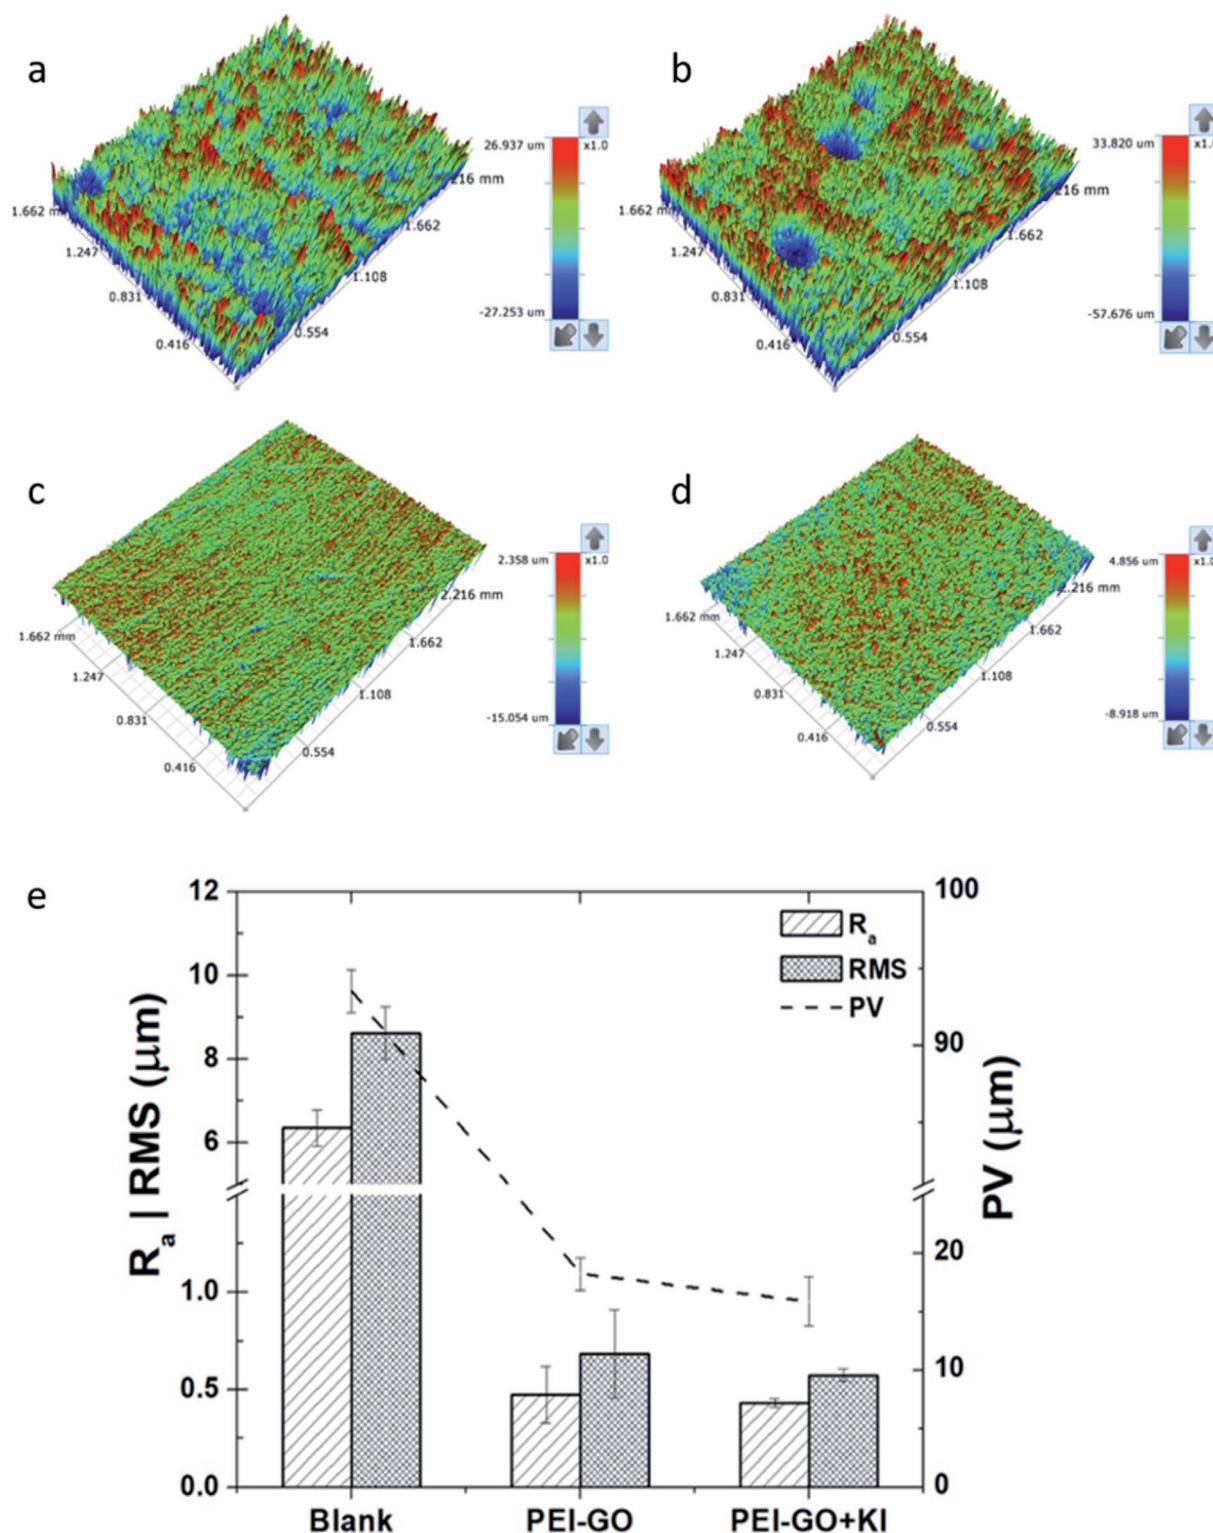 a
26.937 um
x1.0
216 mm
1.662 mm
1.662
1.247
1.108
0.831
-27.253 um
0.554
0.416
b
33.820 um
x1.0
216 mm
1.662 mm
1.662
1.247
1.108
0.831
-57.676 um
0.554
0.416
c
2.358 um
x1.0
2.216 mm
1.662 mm
1.662
1.247
1.108
0.831
-15.054 um
0.554
0.416
d
4.856 um
x1.0
2.216 mm
1.662 mm
1.662
1.247
1.108
0.831
-8.918 um
0.554
0.416
e
12
10
8
6
1.0
0.5
0.0
Ra | RMS (μm)
Ra
RMS
PV
100
90
20
10
0
PV (μm)
Blank PEI-GO PEI-GO+KI